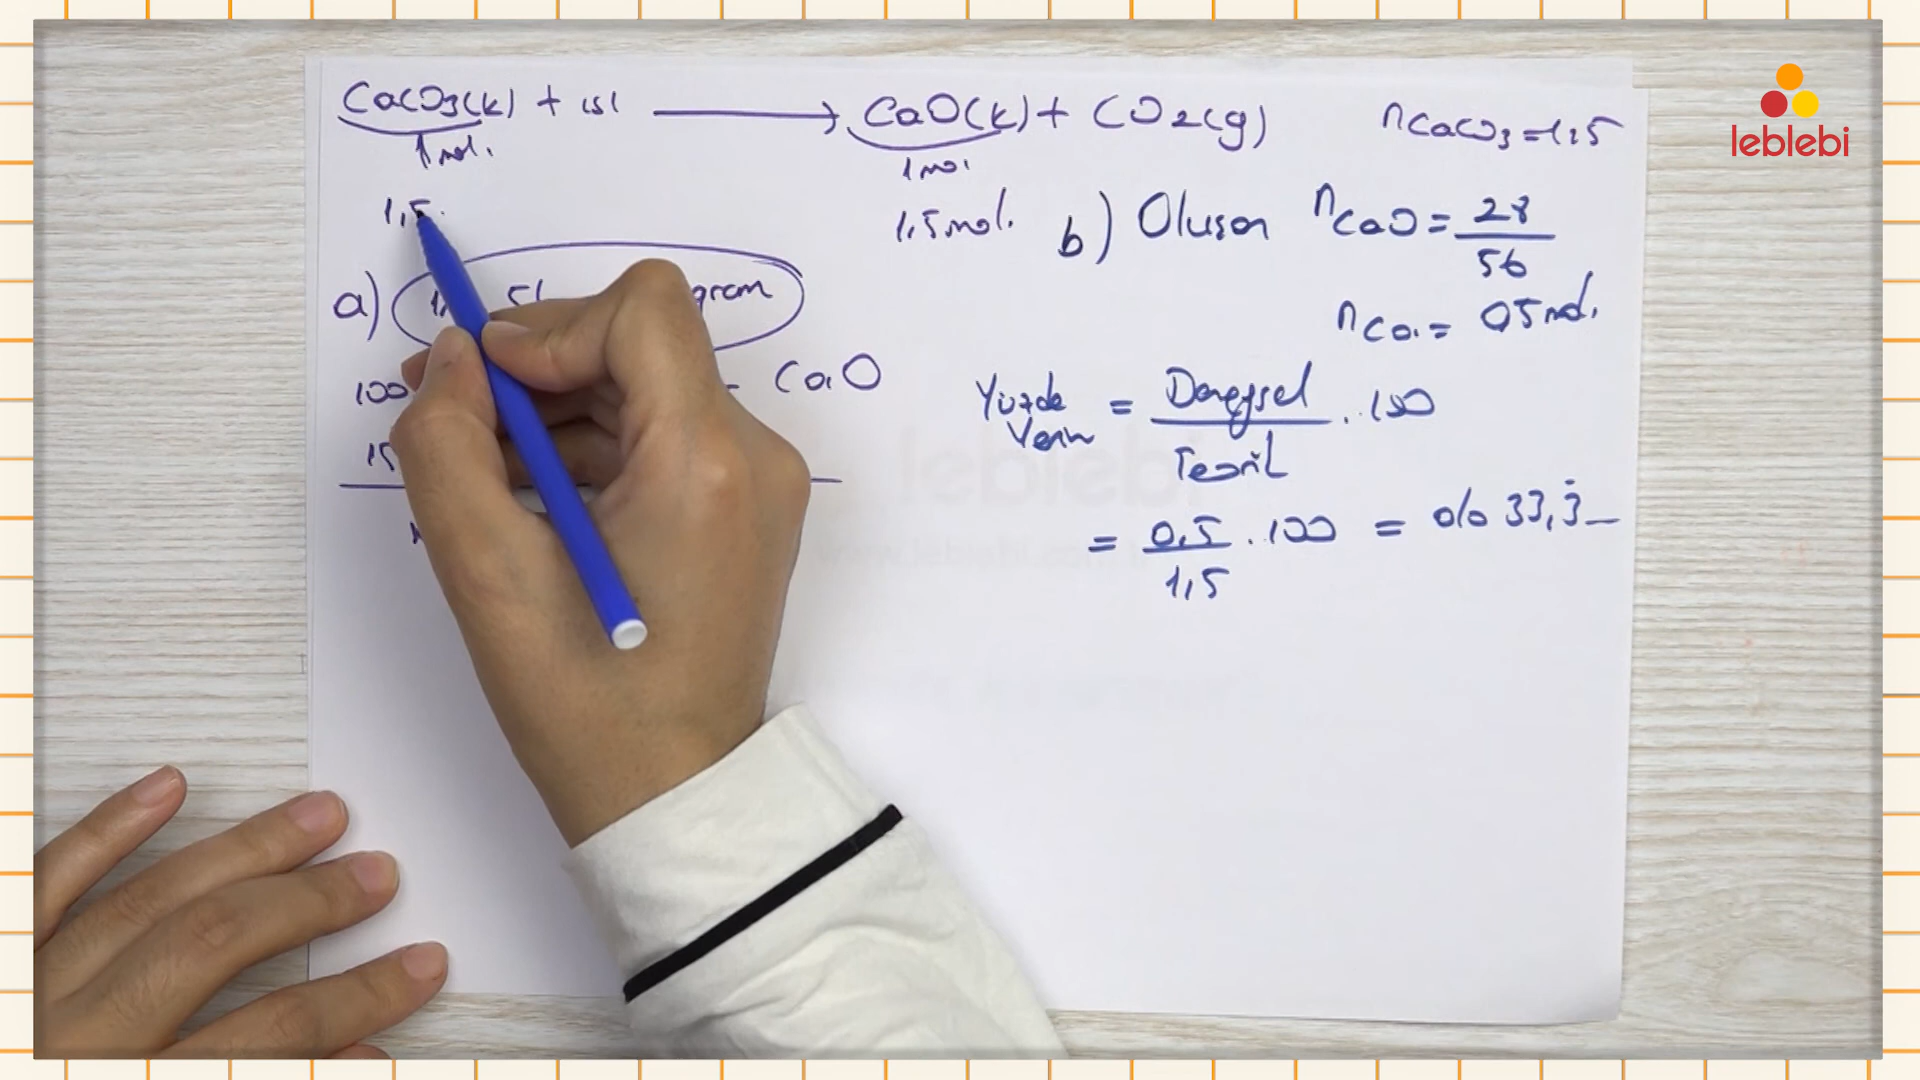 CaCO3(k) + ısı → CaO(k) + CO2(g)
1 mol.
1 mol
1,5
1,5 mol.
a) gram
100 CaO
15
nCaCO3 = 1,5
b) Oluşan nCaO = 28/56
nCaO = 0,5 mol.
Yüzde Verim = Deneysel/Teorik . 100
= 0,5/1,5 . 100 = %33,3
leblebi